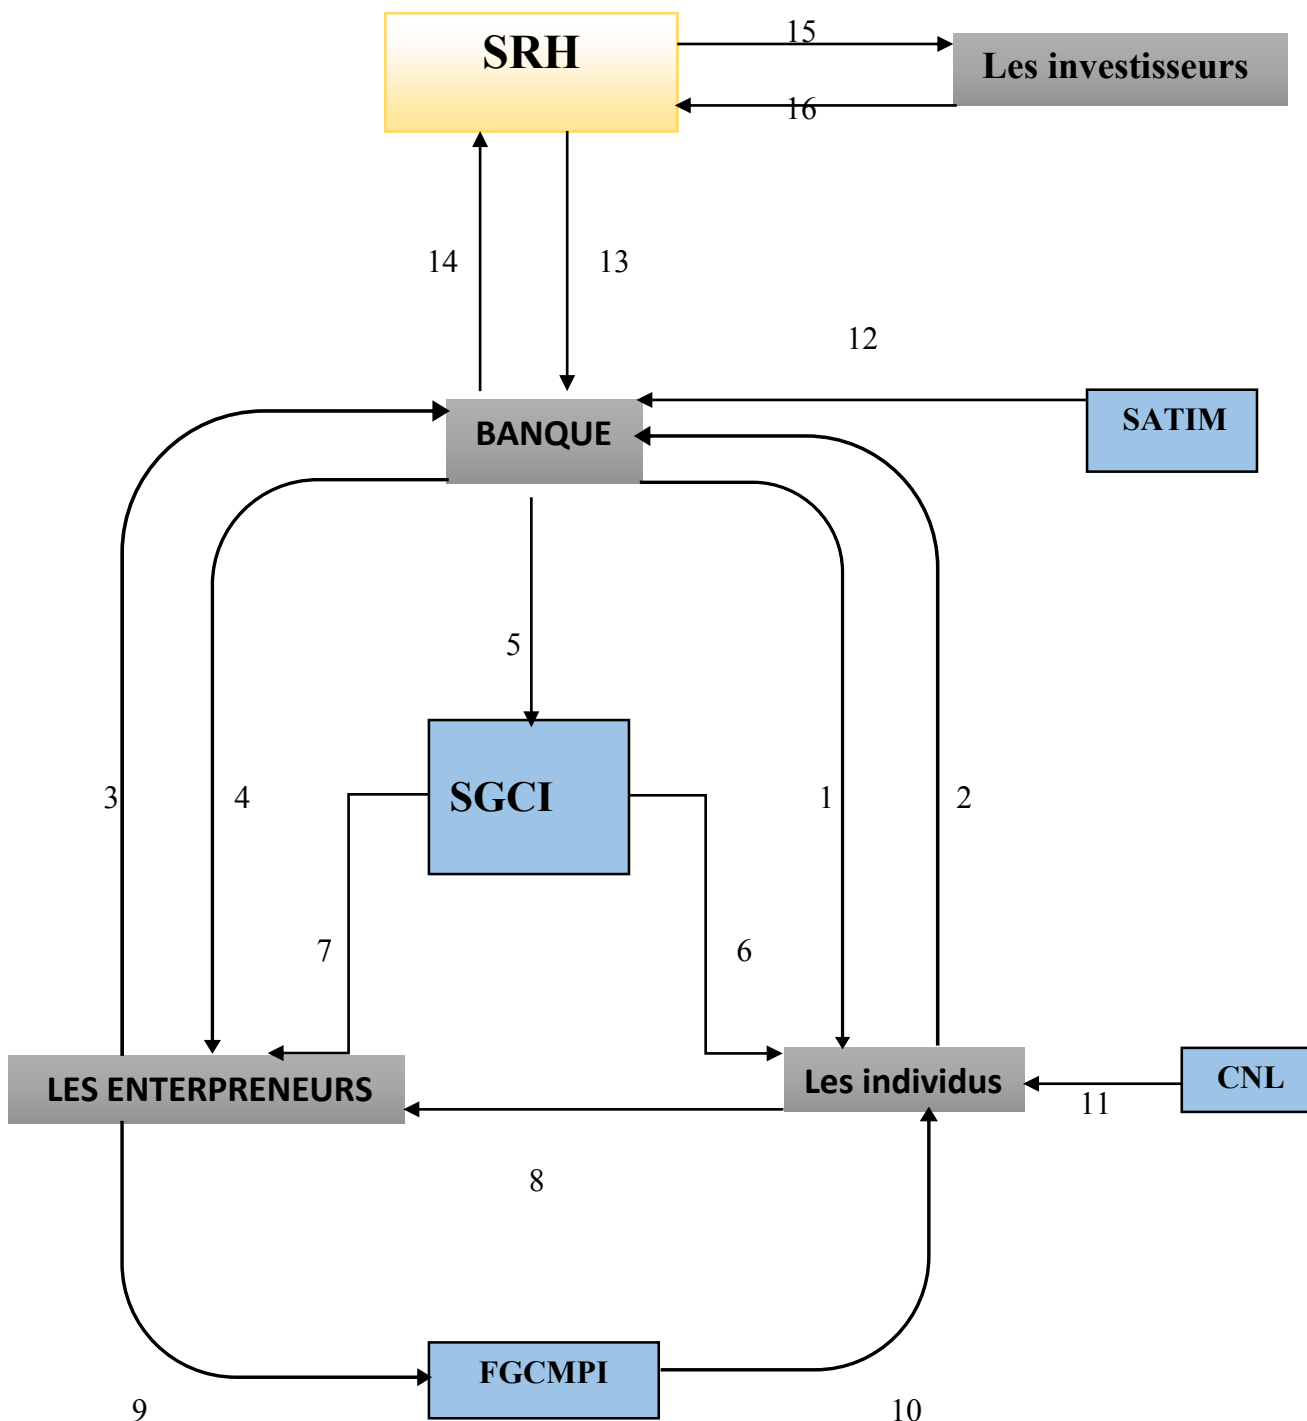 15
SRH
Les investisseurs
16
14
13
12
SATIM
BANQUE
5
SGCI
3
4
1
2
7
6
LES ENTERPRENEURS
Les individus
CNL
11
8
FGCMPI
9
10